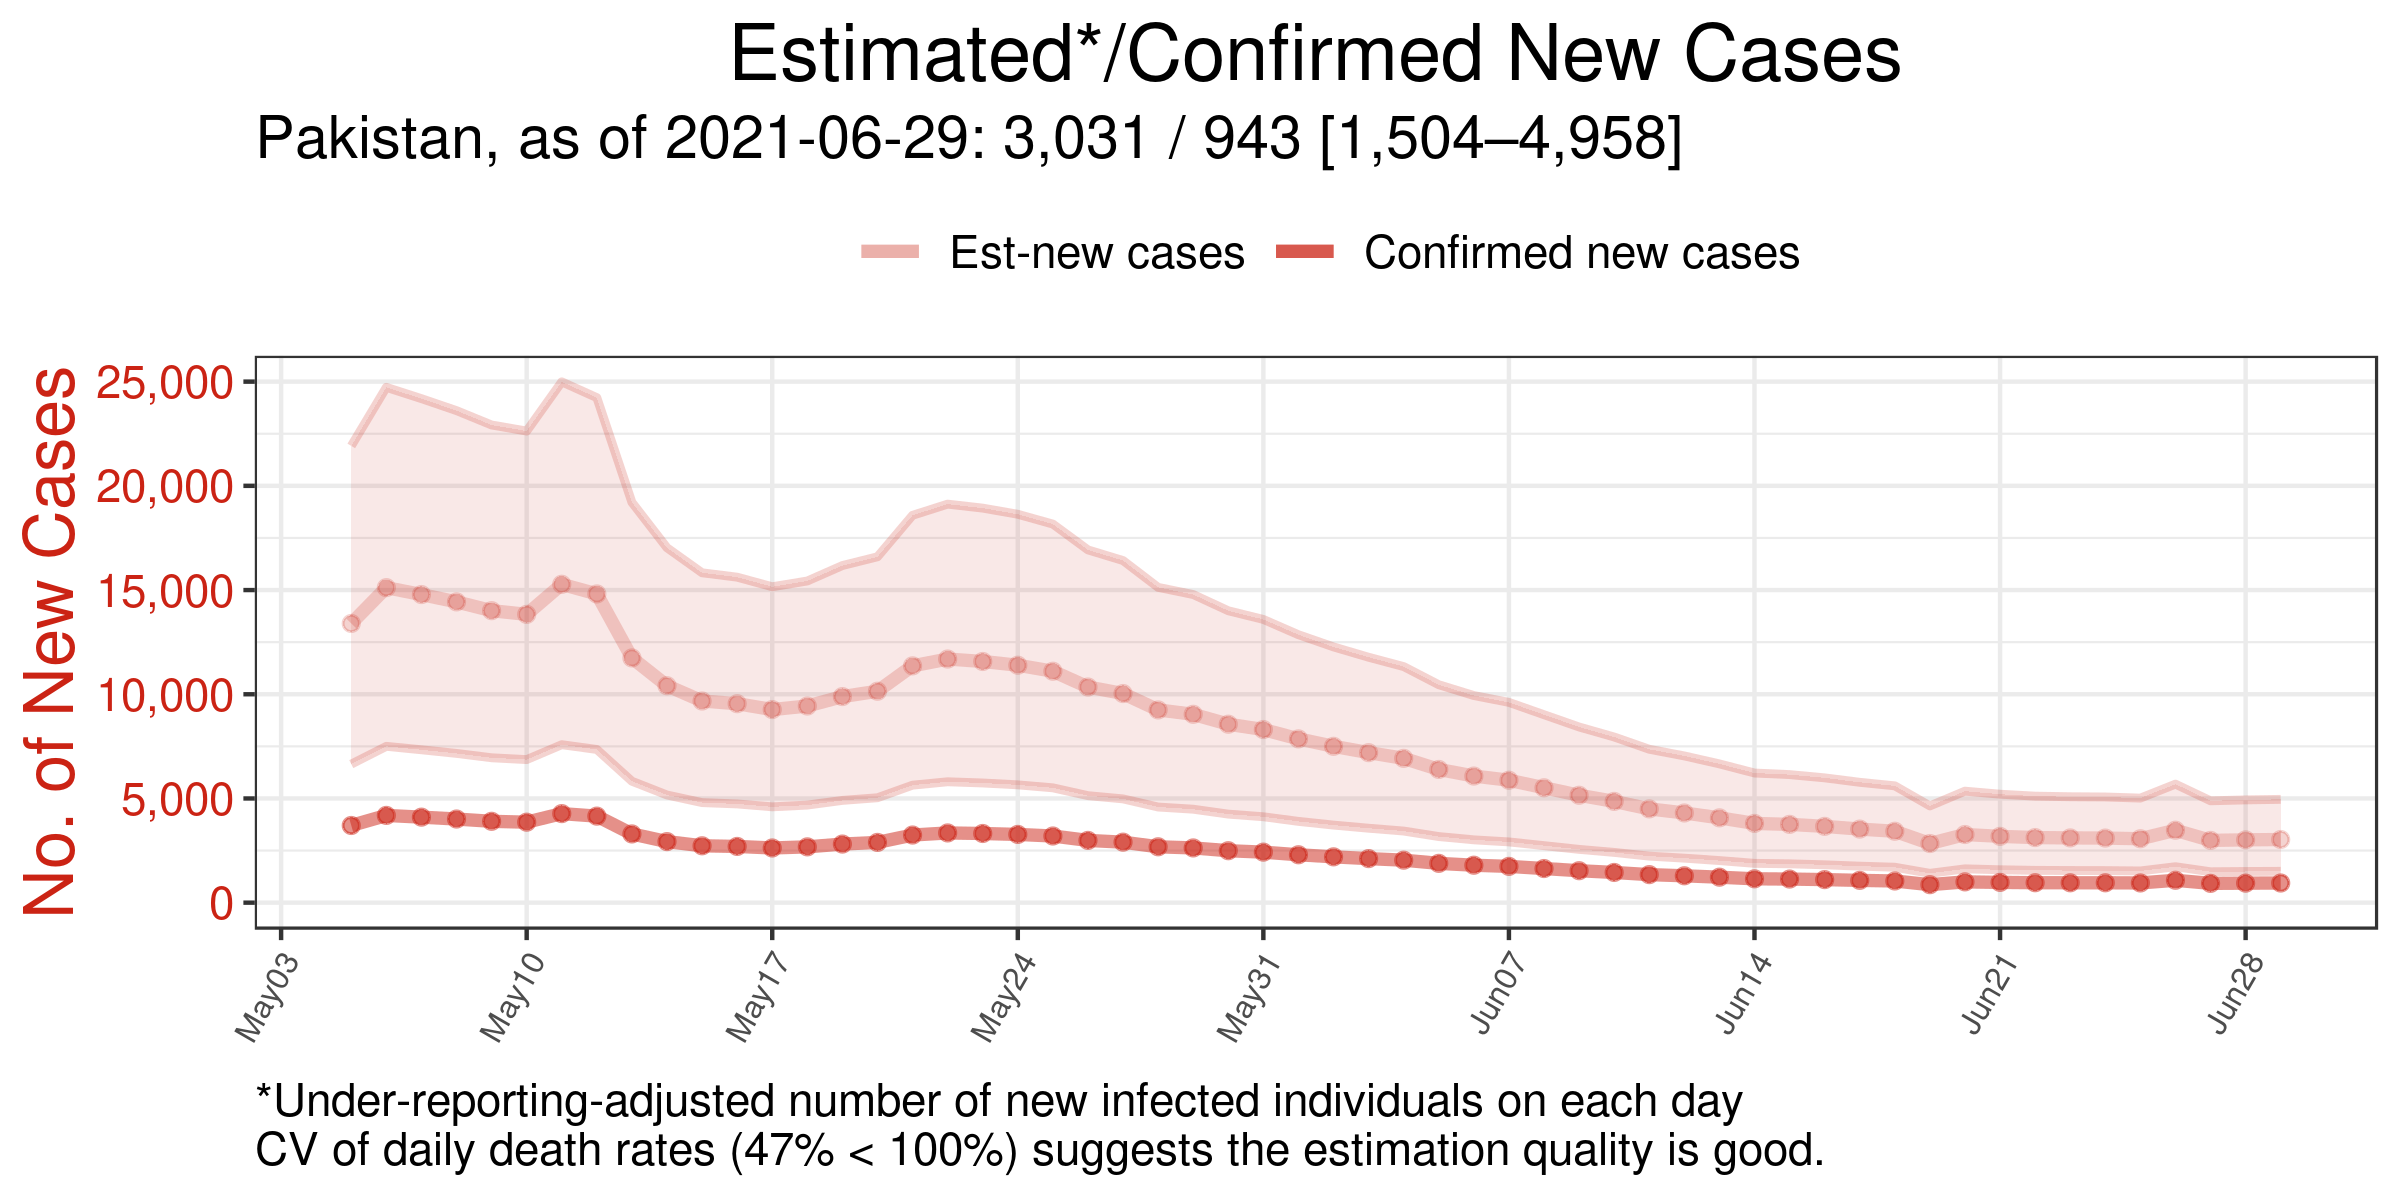 Estimated*/Confirmed New Cases
Pakistan, as of 2021-06-29: 3,031 / 943 [1,504–4,958]
Est-new cases
Confirmed new cases
No. of New Cases
25,000
20,000
15,000
10,000
5,000
0
May03
May10
May17
May24
May31
Jun07
Jun14
Jun21
Jun28
*Under-reporting-adjusted number of new infected individuals on each day
CV of daily death rates (47% < 100%) suggests the estimation quality is good.